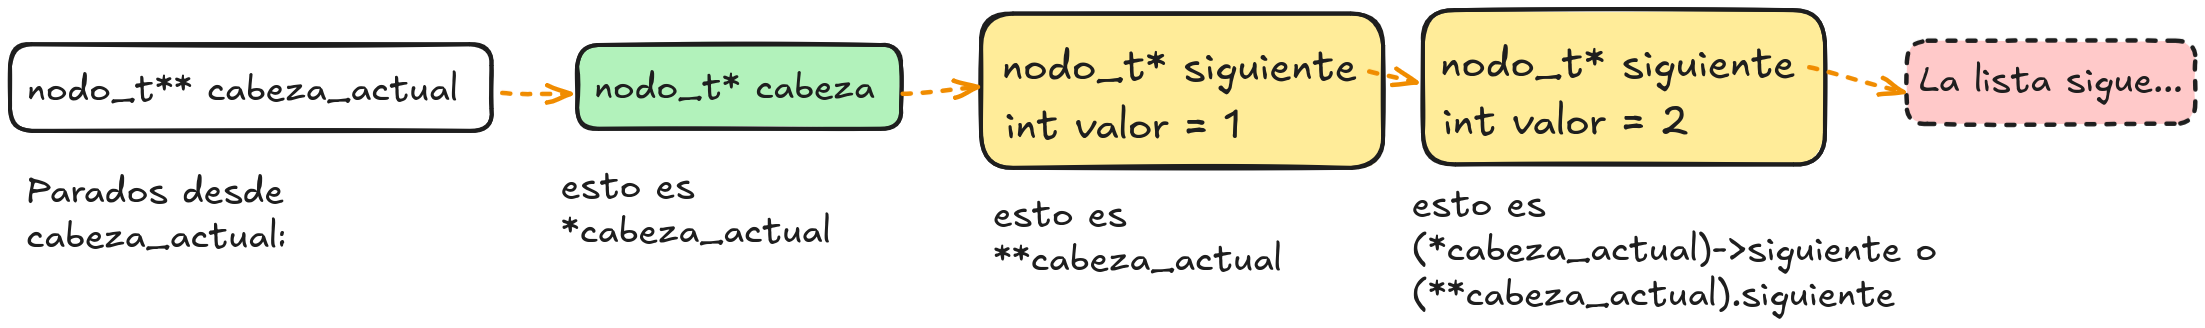 nodo_t** cabeza_actual
nodo_t* cabeza
nodo_t* siguiente
int valor = 1
nodo_t* siguiente
int valor = 2
La lista sigue...
Parados desde
cabeza_actual:
esto es
*cabeza_actual
esto es
**cabeza_actual
esto es
(*cabeza_actual)->siguiente o
(**cabeza_actual).siguiente